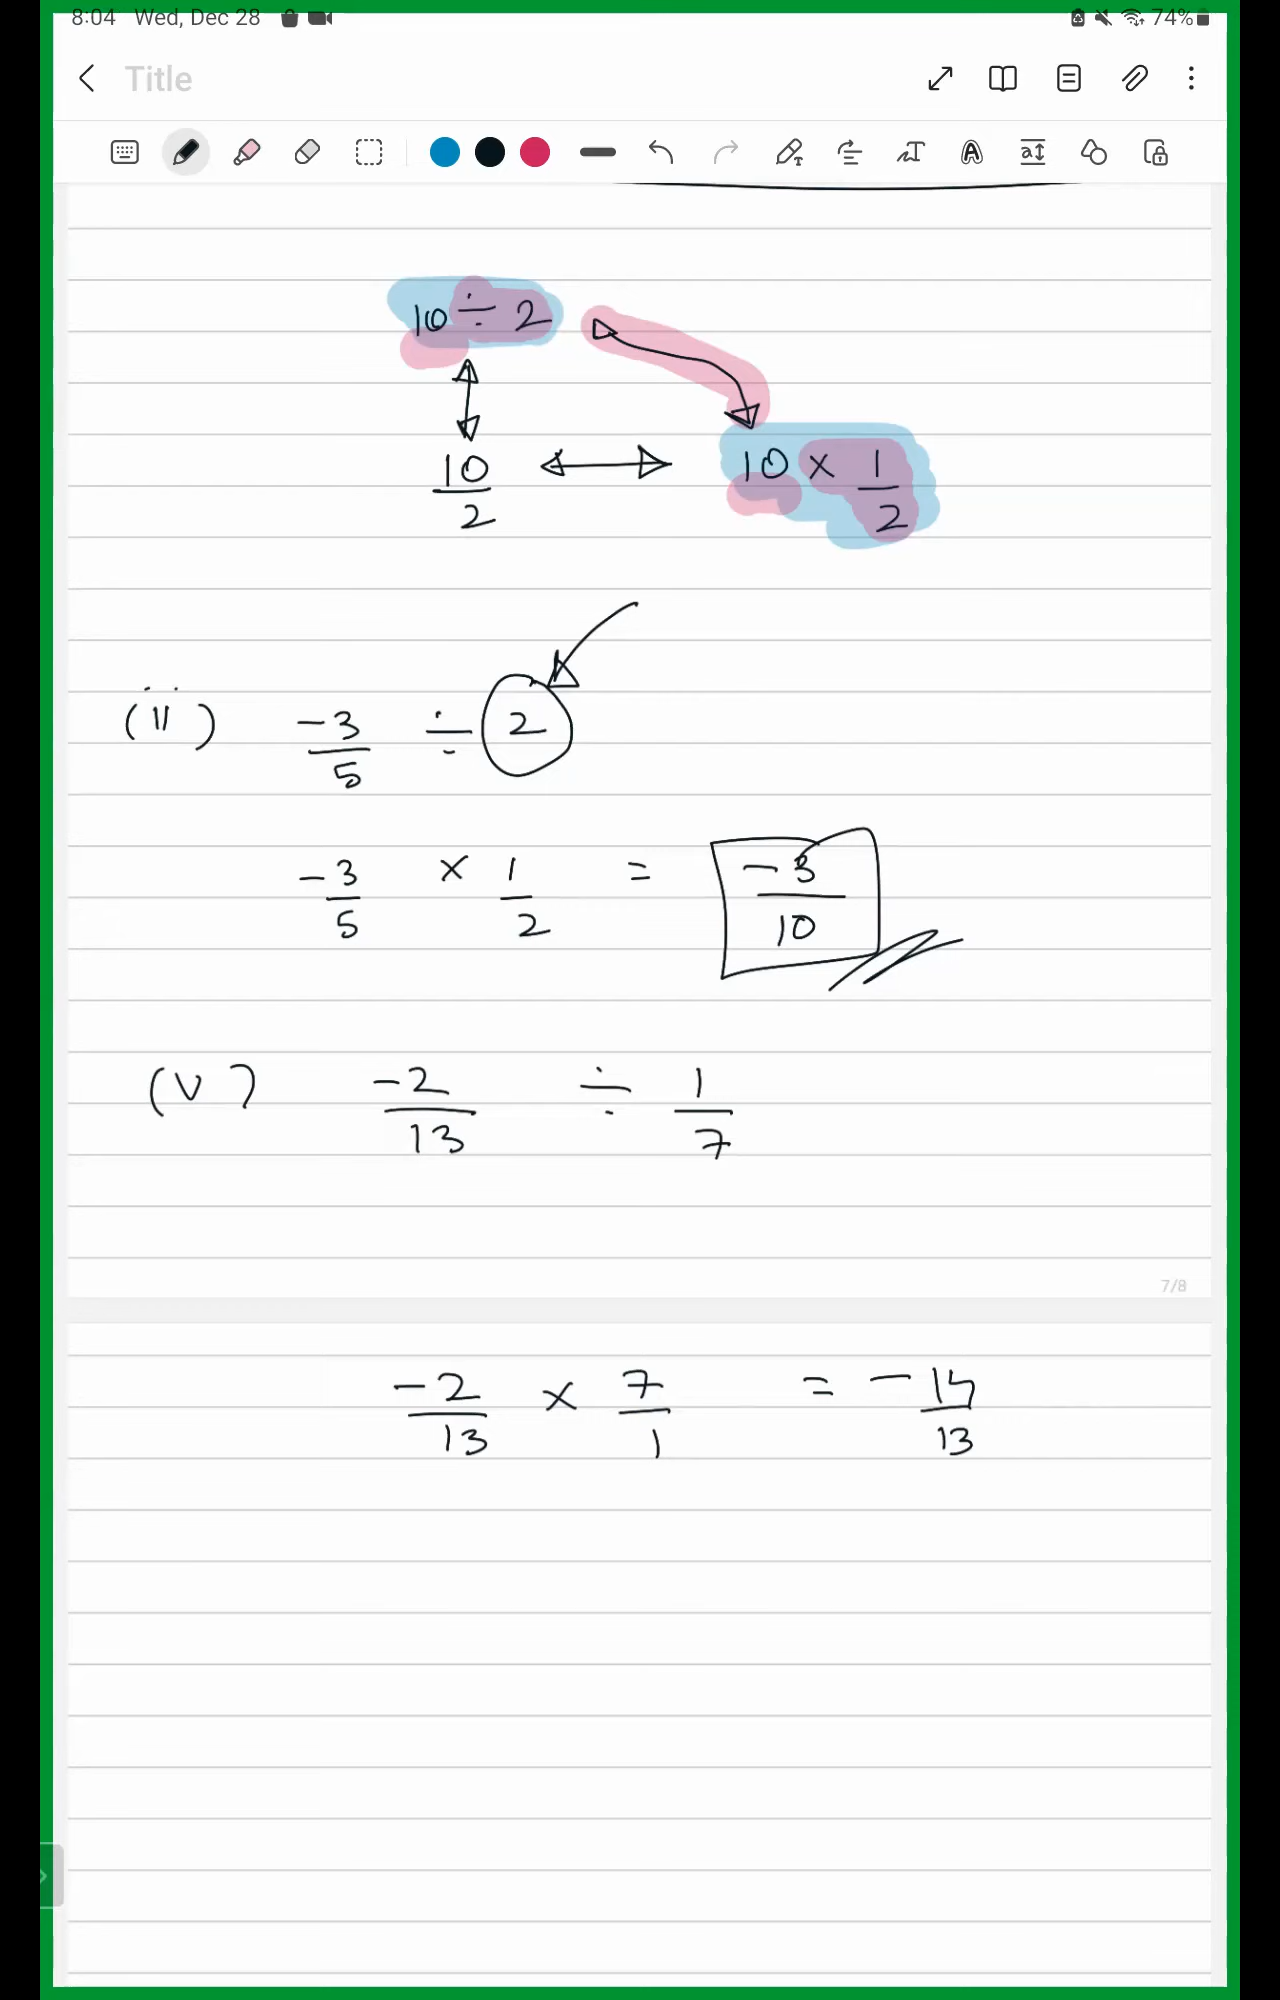 8:04 Wed, Dec 28 74%
Title
10 ÷ 2
10/2 10 × 1/2
(ii) -3/5 ÷ 2
-3/5 × 1/2 = -3/10
(v) -2/13 ÷ 1/7
7/8
-2/13 × 7/1 = -14/13